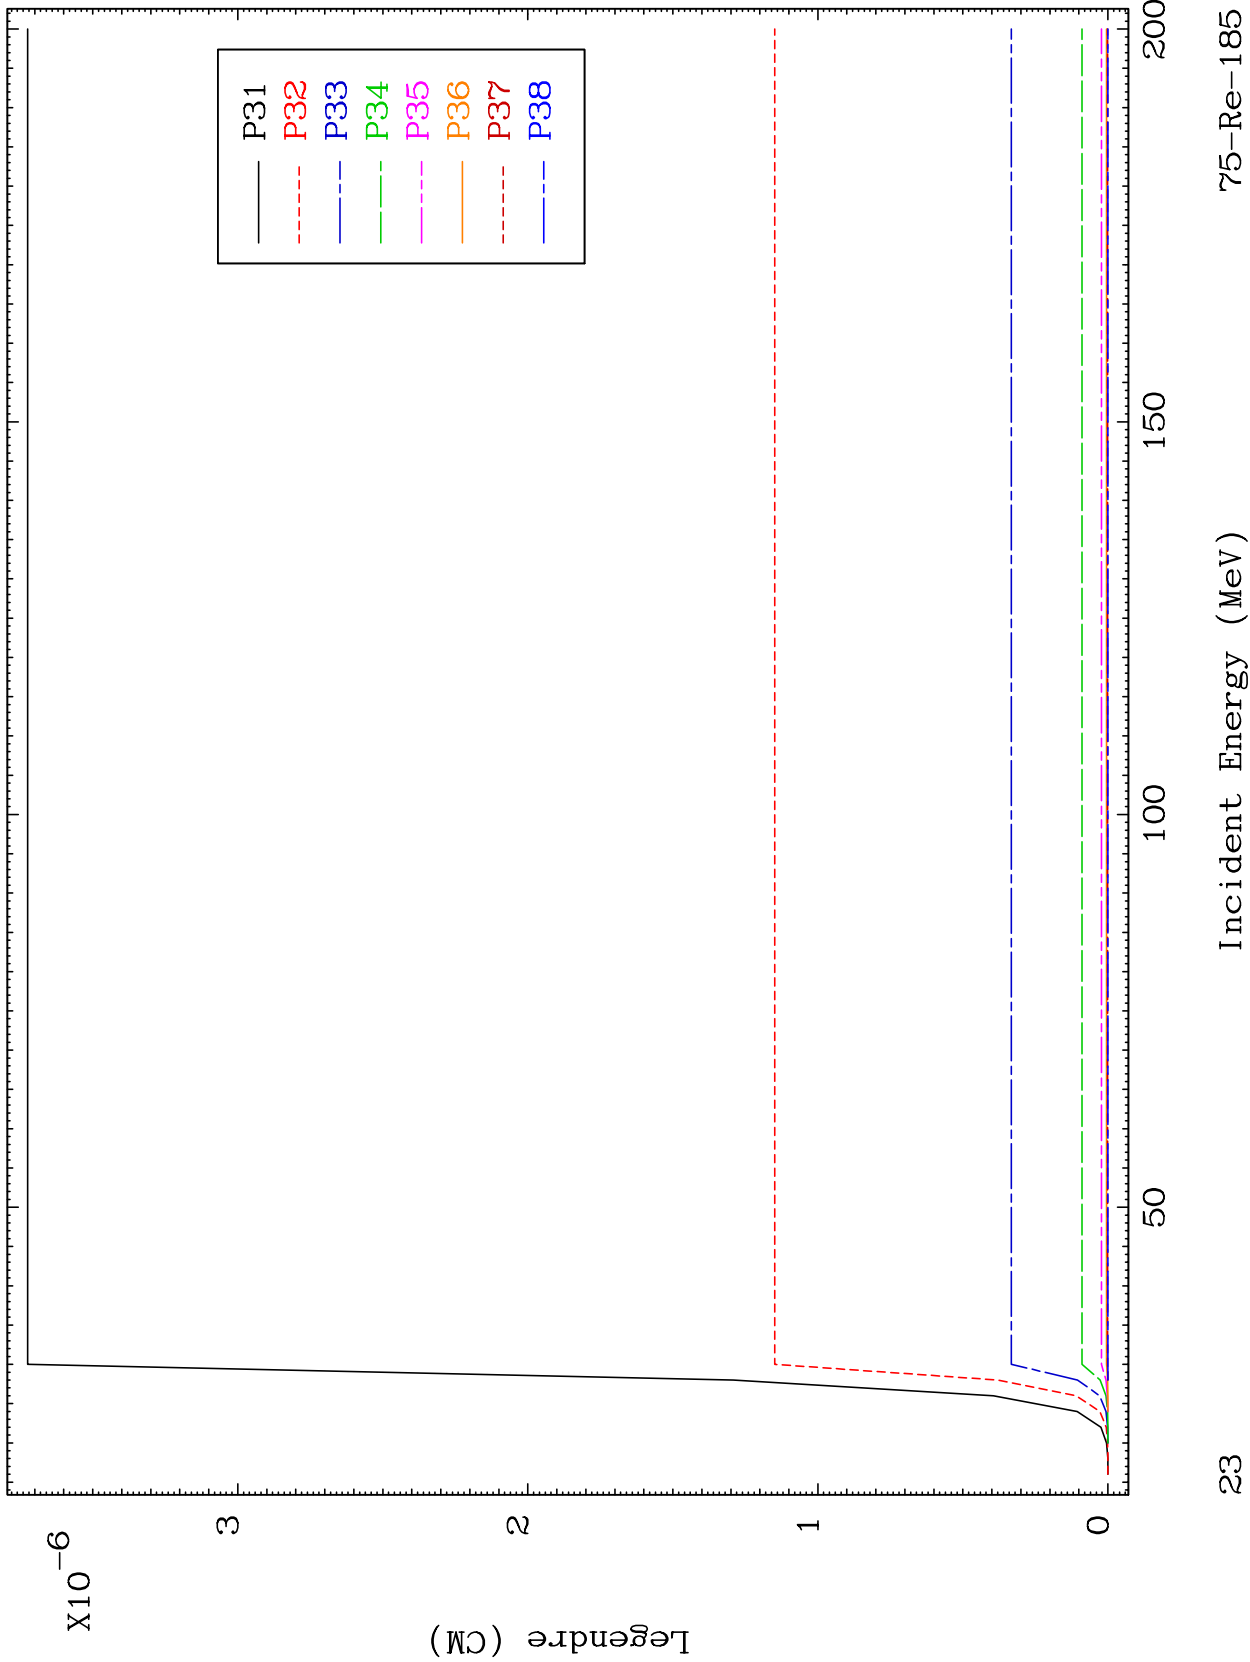 X10-6
3
2
1
0
Legendre (CM)
P31
P32
P33
P34
P35
P36
P37
P38
50
100
150
200
23
Incident Energy (MeV)
75-Re-185